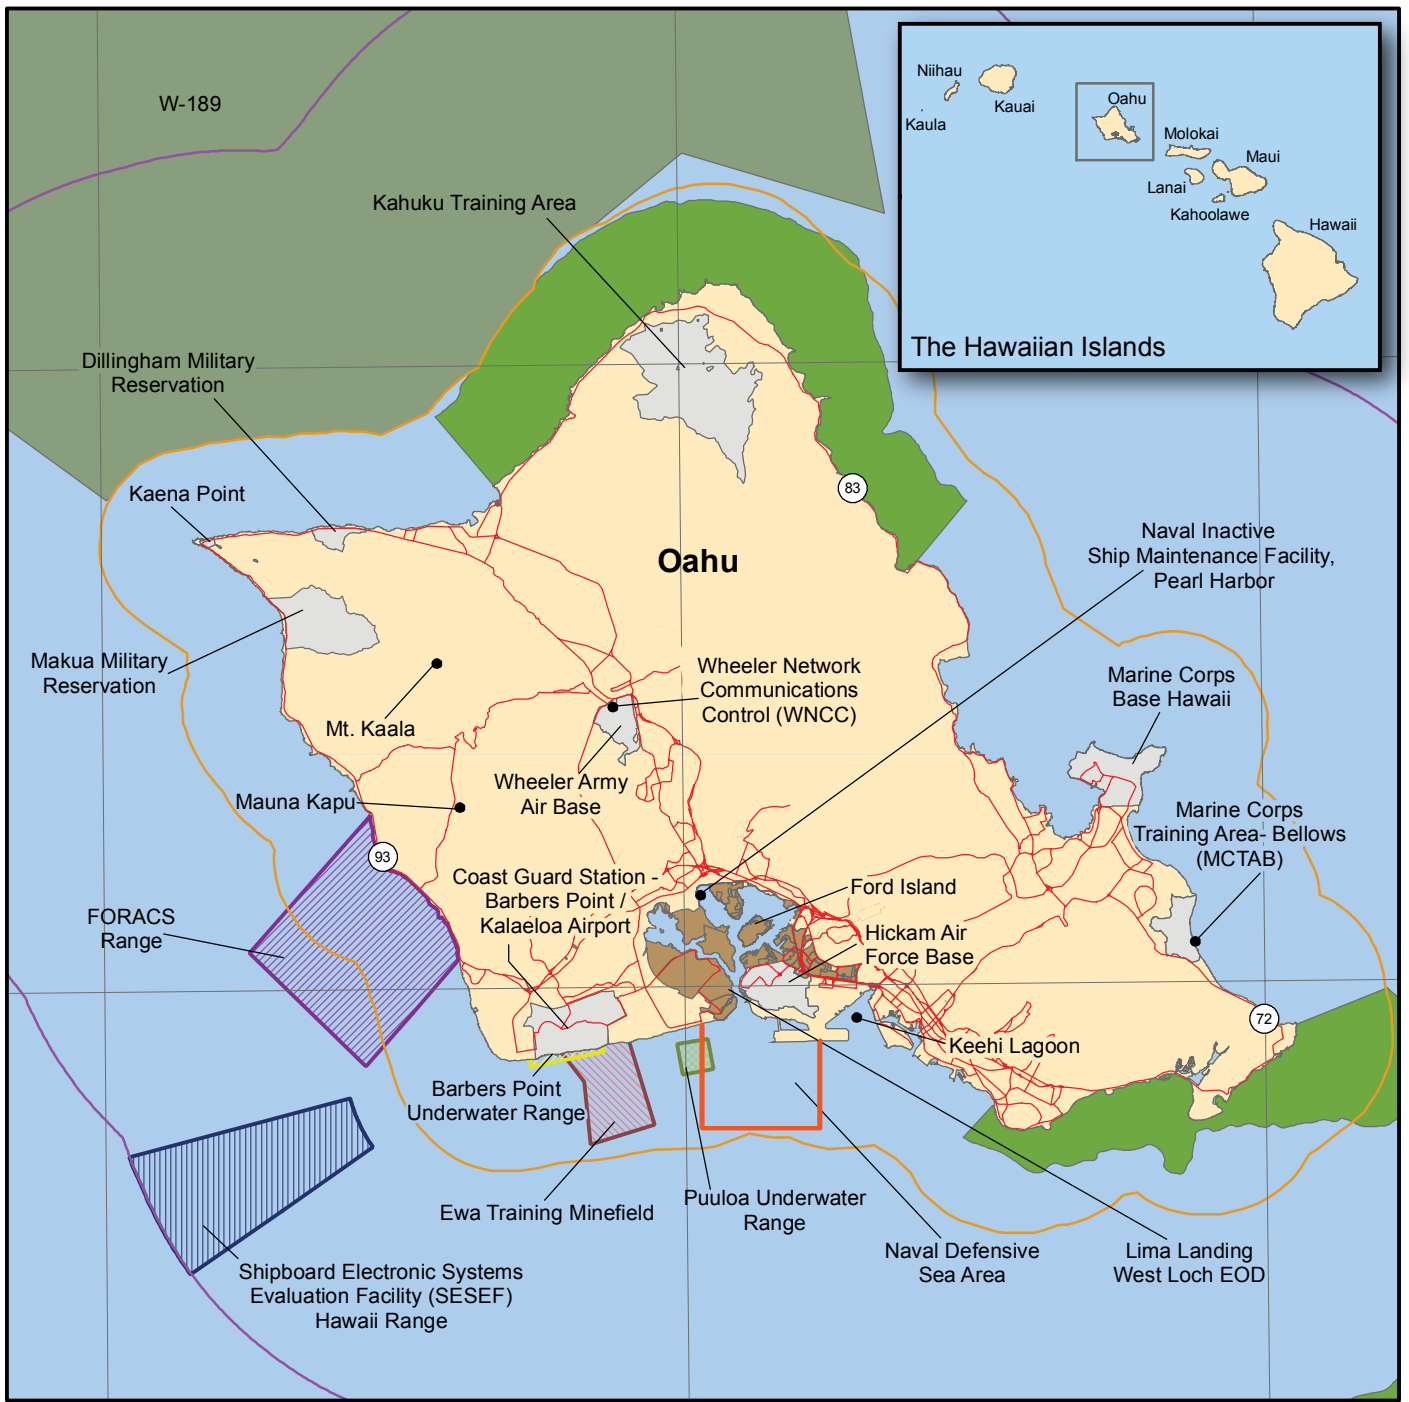 W-189
Niihau
Kauai
Kaula
Oahu
Molokai
Maui
Lanai
Kahoolawe
Hawaii
The Hawaiian Islands
Kahuku Training Area
Dillingham Military
Reservation
Kaena Point
83
Oahu
Naval Inactive
Ship Maintenance Facility,
Pearl Harbor
Makua Military
Reservation
Mt. Kaala
Wheeler Network
Communications
Control (WNCC)
Marine Corps
Base Hawaii
Wheeler Army
Air Base
Mauna Kapu
Marine Corps
Training Area- Bellows
(MCTAB)
93
Coast Guard Station -
Barbers Point /
Kalaeloa Airport
Ford Island
FORACS
Range
Hickam Air
Force Base
72
Keehi Lagoon
Barbers Point
Underwater Range
Ewa Training Minefield
Puuloa Underwater
Range
Naval Defensive
Sea Area
Lima Landing
West Loch EOD
Shipboard Electronic Systems
Evaluation Facility (SESEF)
Hawaii Range